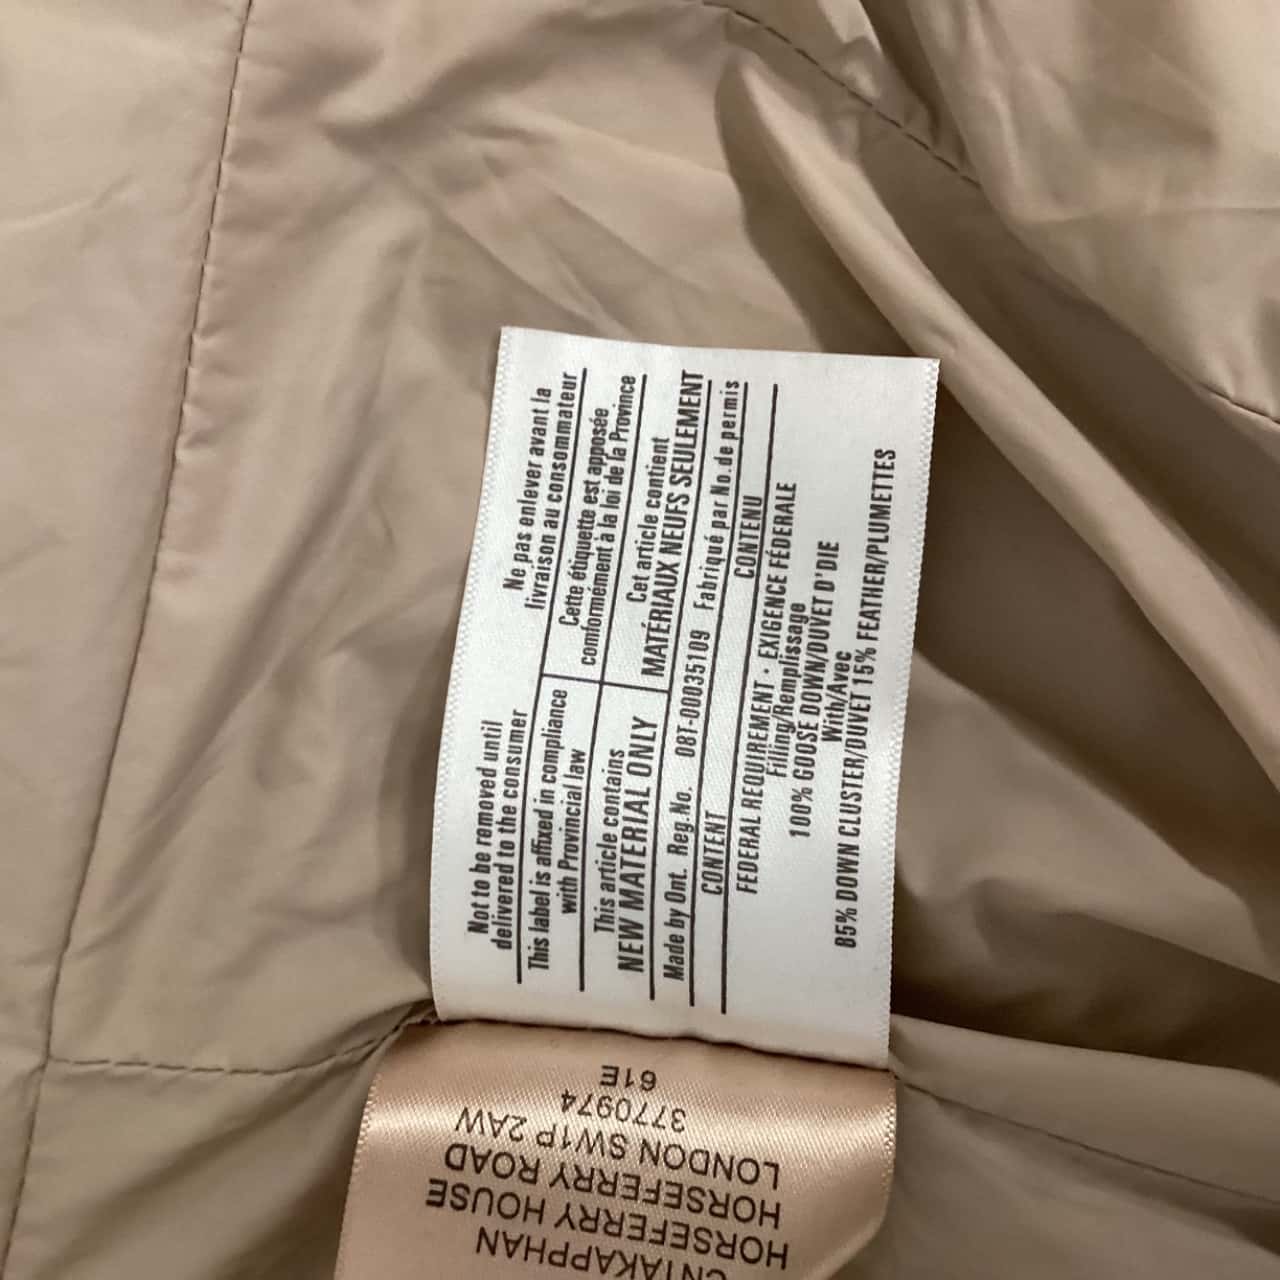 Not to be removed until
delivered to the consumer
Ne pas enlever avant la
livraison au consommateur
This label is affixed in compliance
with Provincial law
Cette étiquette est apposée
conformément à la loi de la Province
This article contains
NEW MATERIAL ONLY
Cet article contient
MATÉRIAUX NEUFS SEULEMENT
Made by Ont. Reg.No. 08T-00035109 Fabriqué par No.de permis
CONTENT CONTENU
FEDERAL REQUIREMENT · EXIGENCE FÉDERALE
Filling/Remplissage
100% GOOSE DOWN/DUVET D'DIE
With/Avec
85% DOWN CLUSTER/DUVET 15% FEATHER/PLUMETTES
HORSEFERRY HOUSE
HORSEFERRY ROAD
LONDON SW1P 2AW
3770974
61E